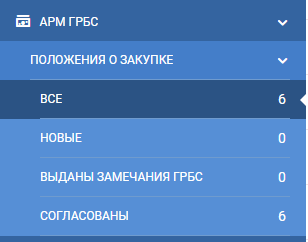 АРМ ГРБС
ПОЛОЖЕНИЯ О ЗАКУПКЕ
ВСЕ 6
НОВЫЕ 0
ВЫДАНЫ ЗАМЕЧАНИЯ ГРБС 0
СОГЛАСОВАНЫ 6